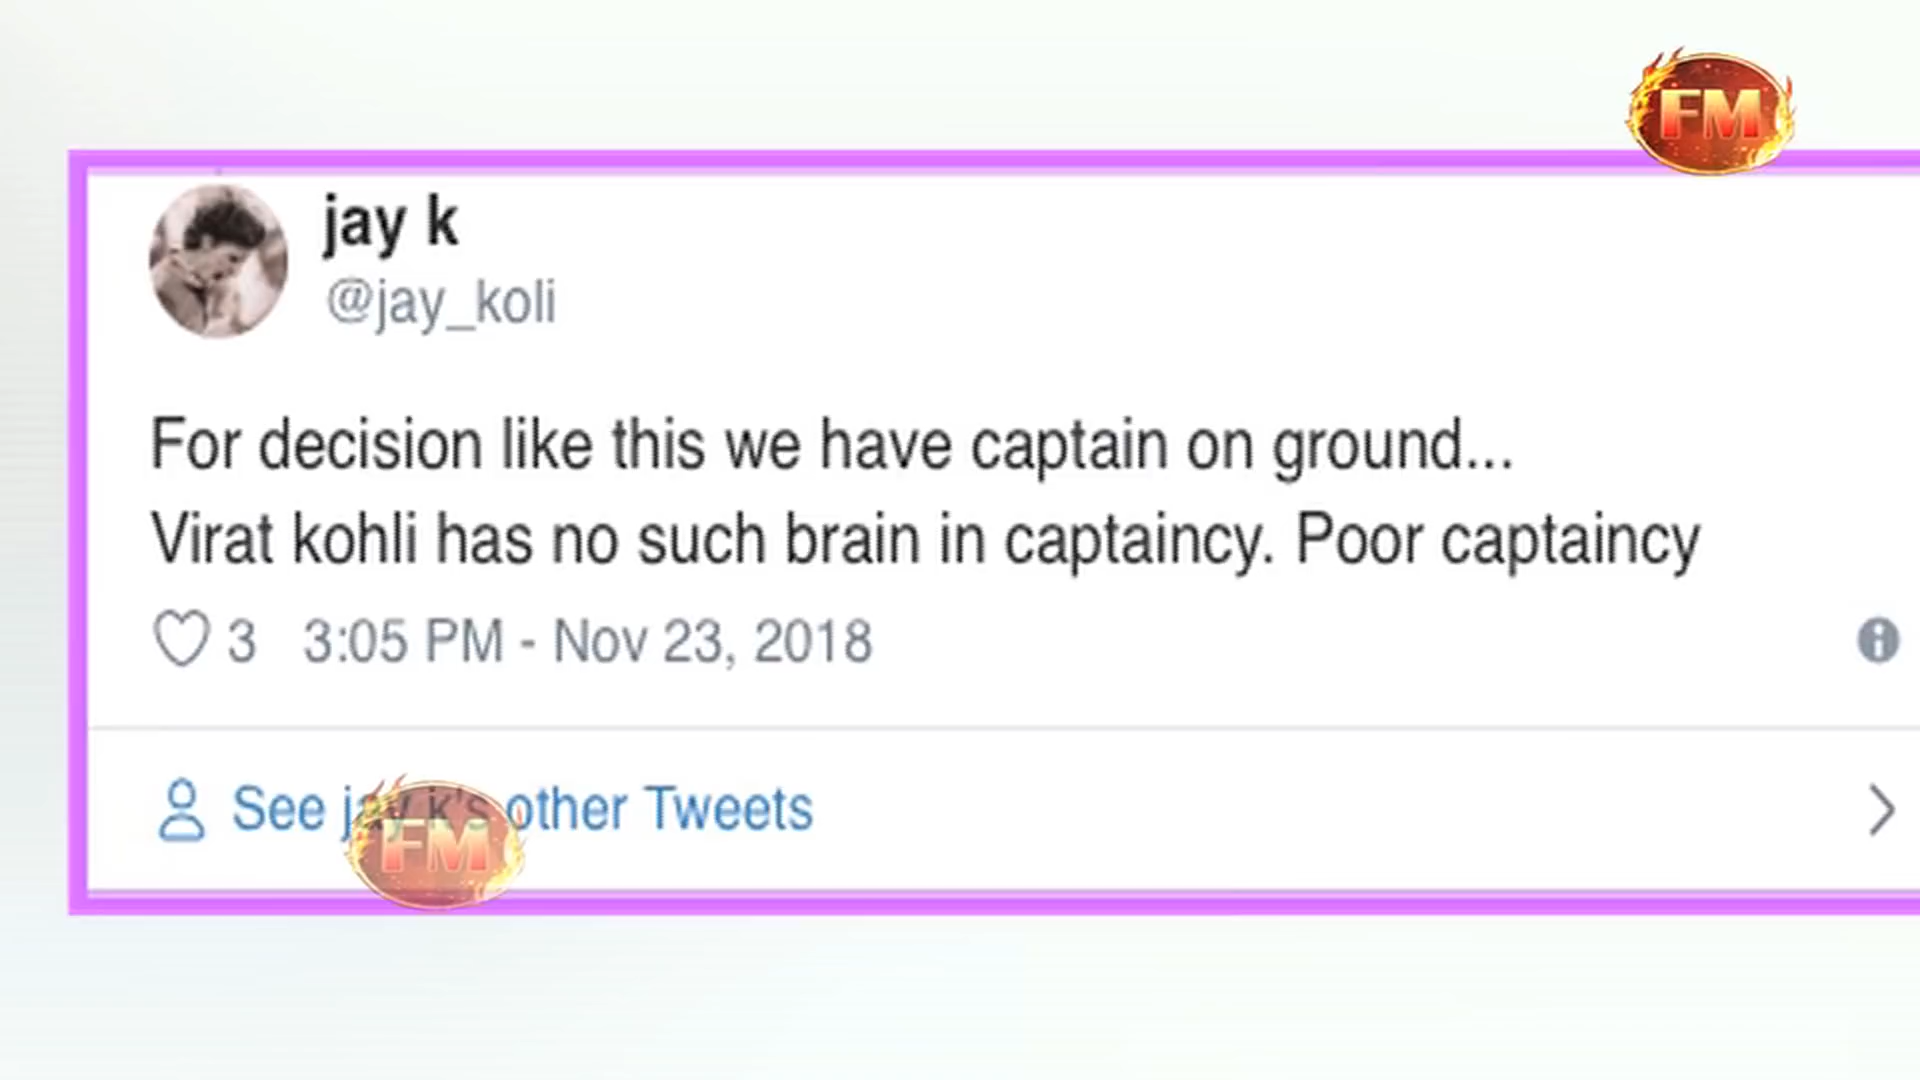 FM
jay k
@jay_koli
For decision like this we have captain on ground...
Virat kohli has no such brain in captaincy. Poor captaincy
3 3:05 PM - Nov 23, 2018
See jay k's other Tweets
FM